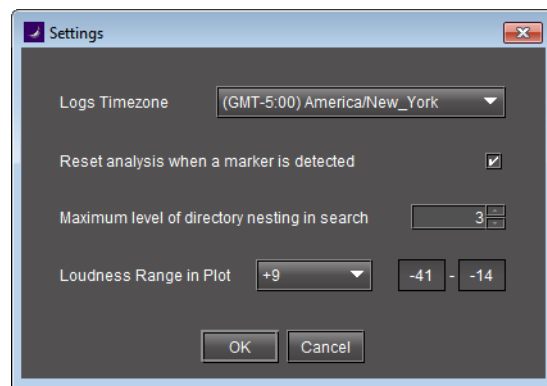 Settings
Logs Timezone (GMT-5:00) America/New_York
Reset analysis when a marker is detected
Maximum level of directory nesting in search 3
Loudness Range in Plot +9 -41 - -14
OK Cancel